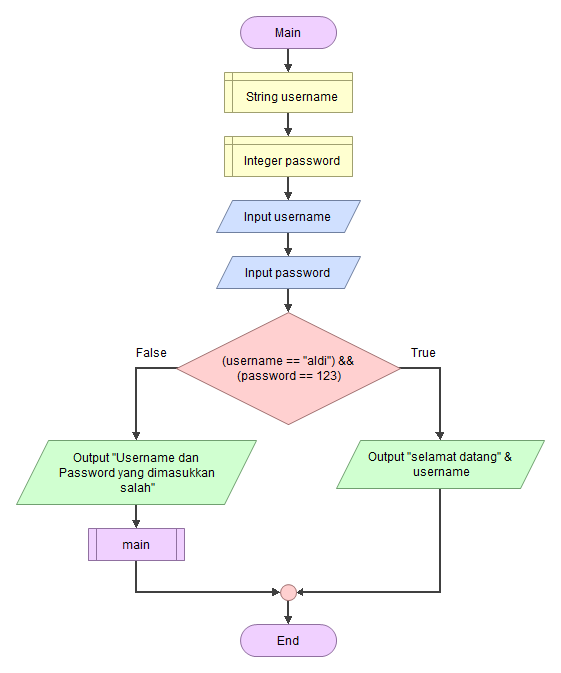 Main
String username
Integer password
Input username
Input password
(username == "aldi") &&
(password == 123)
False
True
Output "Username dan
Password yang dimasukkan
salah"
Output "selamat datang" &
username
main
End